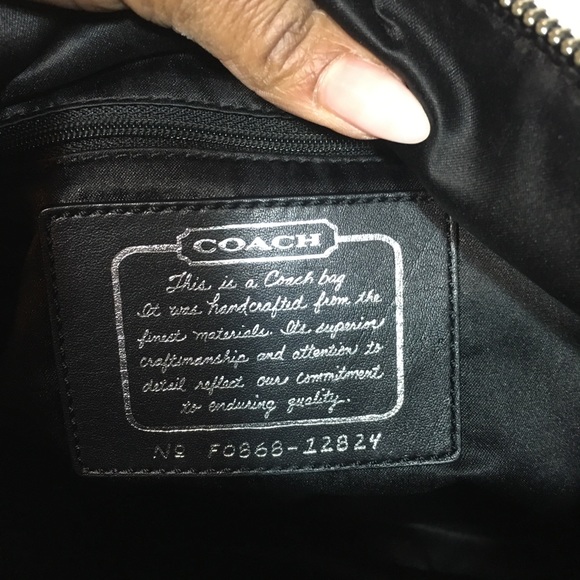 COACH
This is a Coach bag
It was handcrafted from the
finest materials. Its superior
craftsmanship and attention to
detail reflect our commitment
to enduring quality.
No F0868-12824